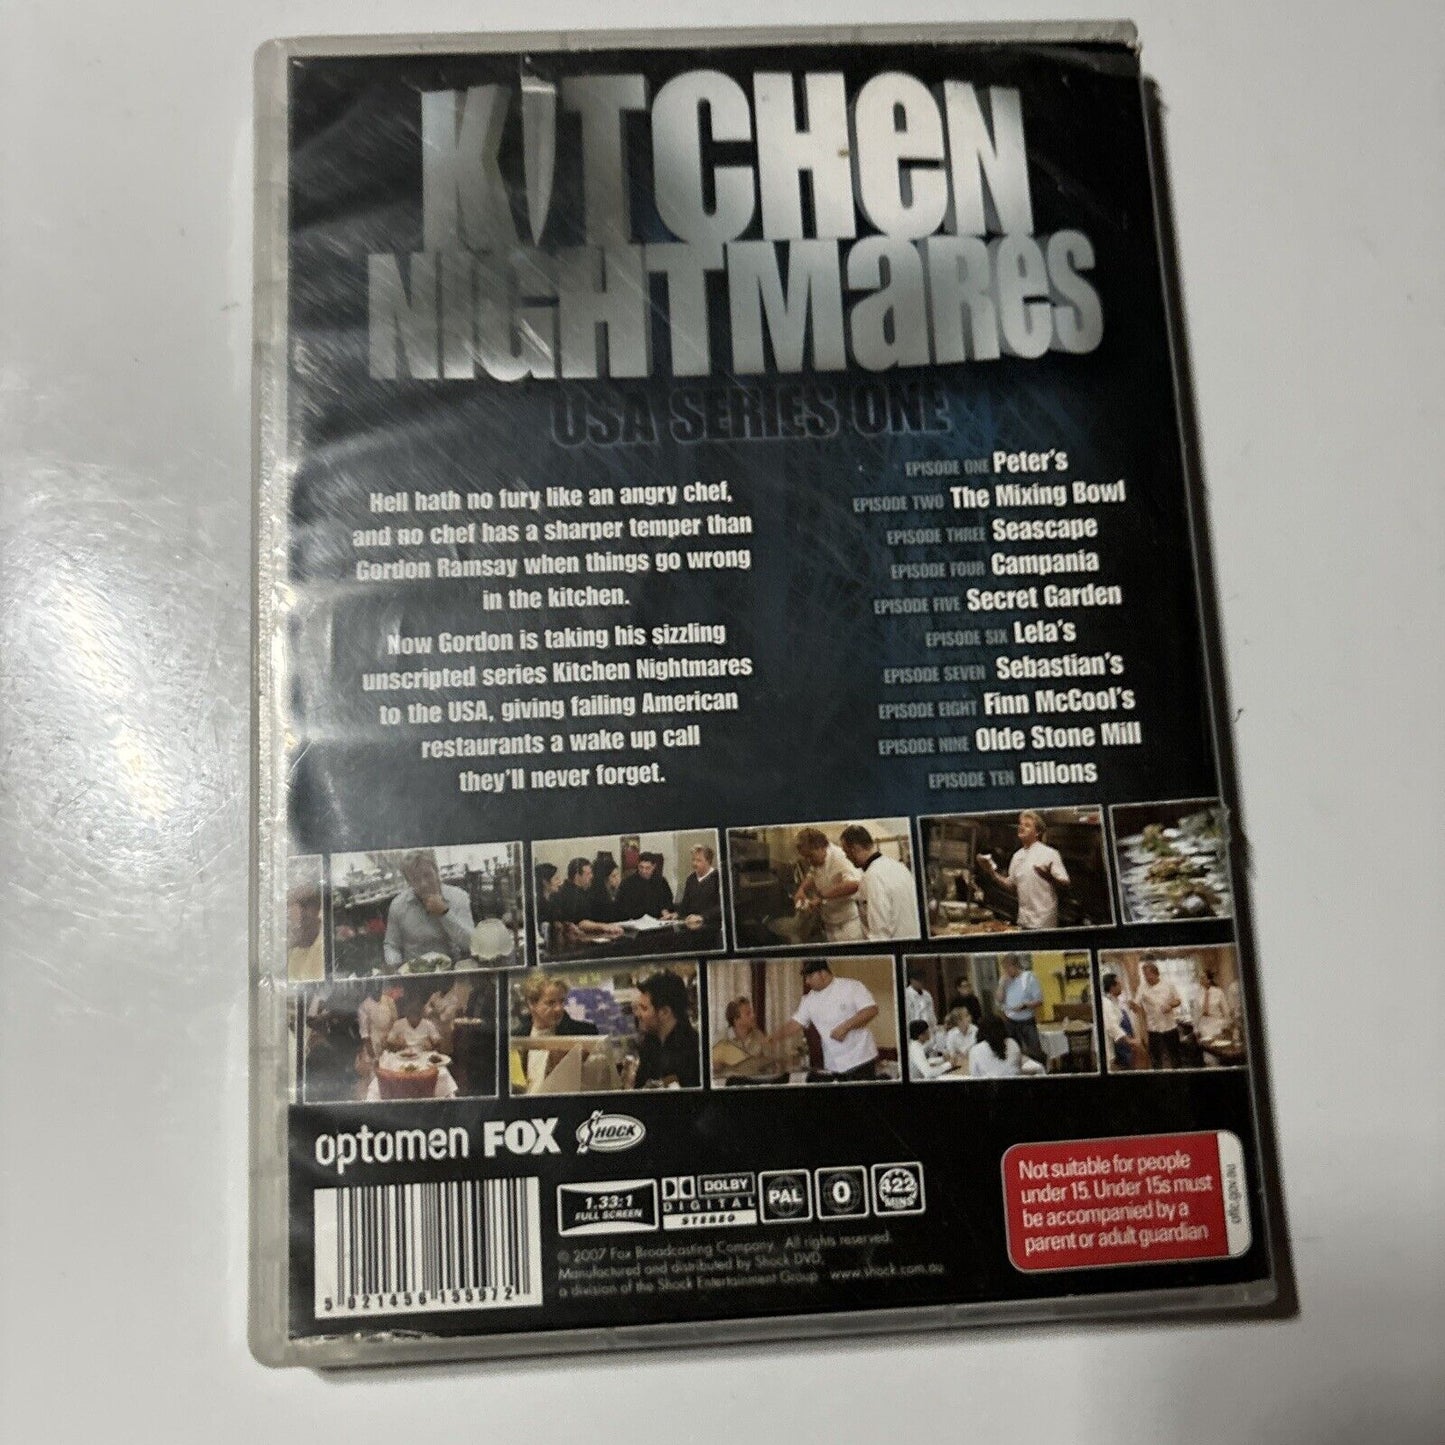 KITCHEN
NIGHTMARES
USA SERIES ONE
Hell hath no fury like an angry chef,
and no chef has a sharper temper than
Gordon Ramsay when things go wrong
in the kitchen.
Now Gordon is taking his sizzling
unscripted series Kitchen Nightmares
to the USA, giving failing American
restaurants a wake up call
they'll never forget.
EPISODE ONE Peter's
EPISODE TWO The Mixing Bowl
EPISODE THREE Seascape
EPISODE FOUR Campania
EPISODE FIVE Secret Garden
EPISODE SIX Lela's
EPISODE SEVEN Sebastian's
EPISODE EIGHT Finn McCool's
EPISODE NINE Olde Stone Mill
EPISODE TEN Dillons
optomen FOX SHOCK
1.33:1
FULL SCREEN
DOLBY
DIGITAL
STEREO
PAL
0
422
MINS
© 2007 Fox Broadcasting Company. All rights reserved.
Manufactured and distributed by Shock DVD,
a division of the Shock Entertainment Group www.shock.com.au
Not suitable for people
under 15. Under 15s must
be accompanied by a
parent or adult guardian